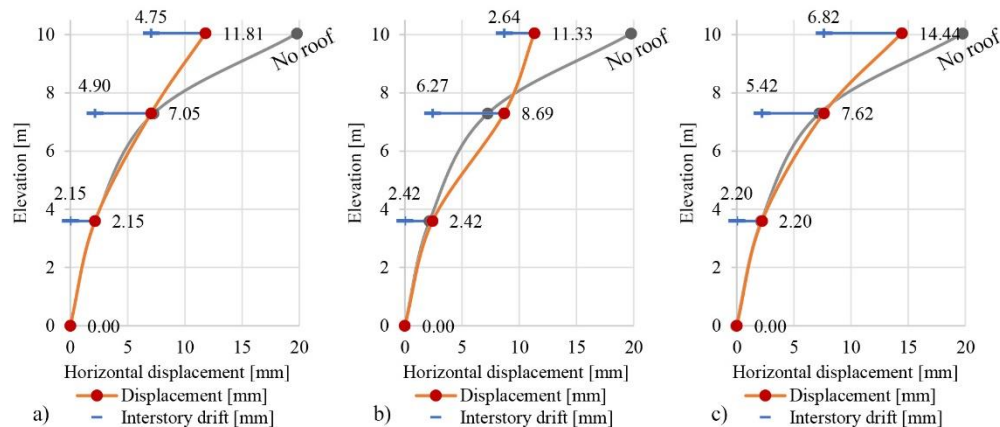 4.75
10
11.81
No roof
4.90
8
7.05
6
2.15
4
2.15
2
0
0.00
0 5 10 15 20
Elevation [m]
Horizontal displacement [mm]
Displacement [mm]
a) Interstory drift [mm]
2.64
10
11.33
No roof
6.27
8
8.69
6
2.42
4
2.42
2
0
0.00
0 5 10 15 20
Elevation [m]
Horizontal displacement [mm]
Displacement [mm]
b) Interstory drift [mm]
6.82
10
14.44
No roof
5.42
8
7.62
6
2.20
4
2.20
2
0
0.00
0 5 10 15 20
Elevation [m]
Horizontal displacement [mm]
Displacement [mm]
c) Interstory drift [mm]